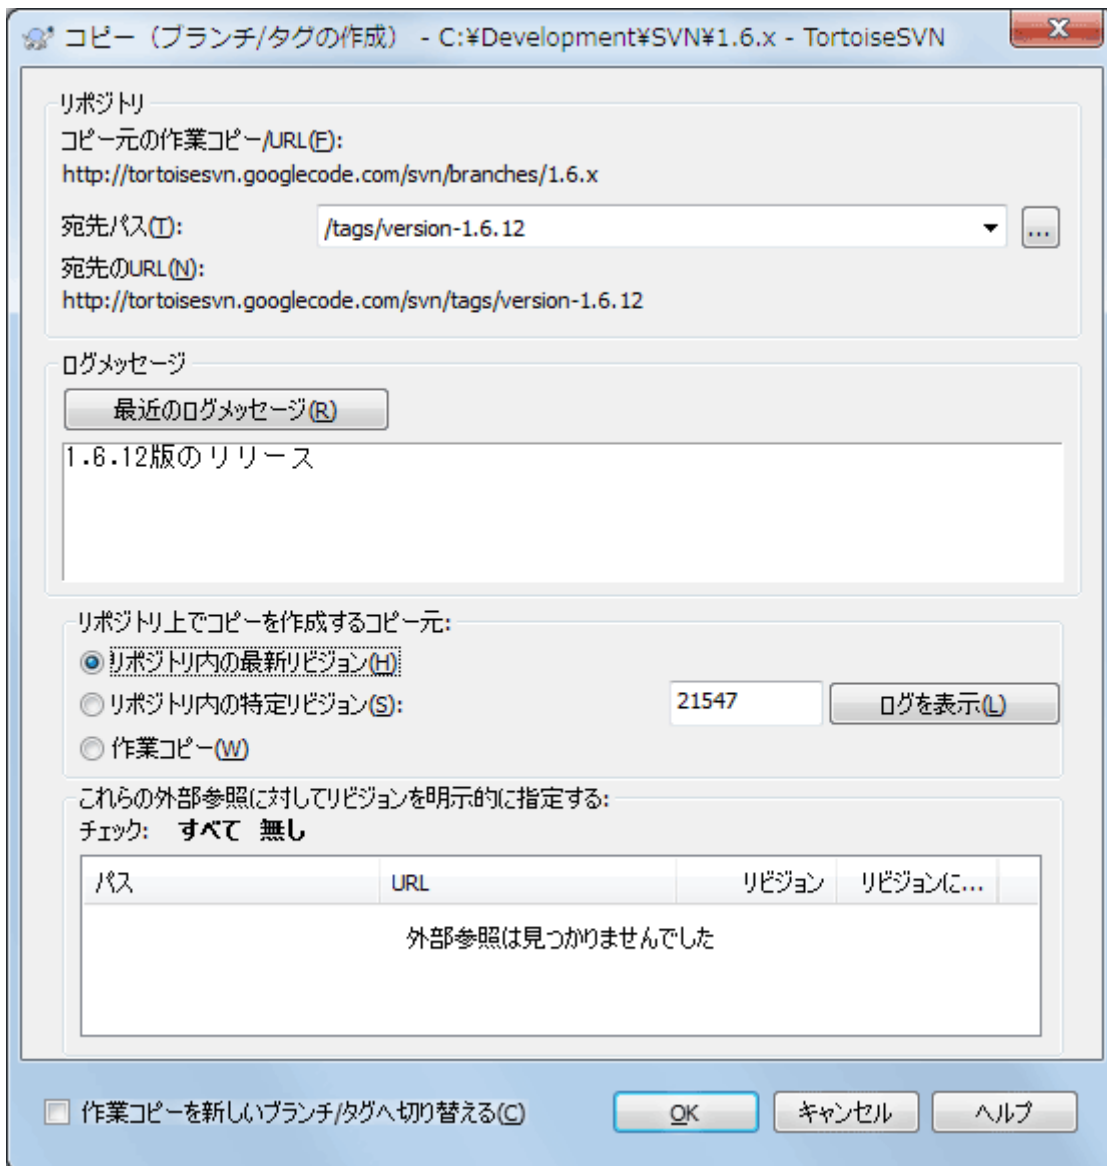 コピー（ブランチ/タグの作成） - C:¥Development¥SVN¥1.6.x - TortoiseSVN
リポジトリ
コピー元の作業コピー/URL(F):
http://tortoisesvn.googlecode.com/svn/branches/1.6.x
宛先パス(T): /tags/version-1.6.12 ...
宛先のURL(N):
http://tortoisesvn.googlecode.com/svn/tags/version-1.6.12
ログメッセージ
最近のログメッセージ(R)
1.6.12版のリリース
リポジトリ上でコピーを作成するコピー元:
リポジトリ内の最新リビジョン(H)
リポジトリ内の特定リビジョン(S): 21547 ログを表示(L)
作業コピー(W)
これらの外部参照に対してリビジョンを明示的に指定する:
チェック: すべて 無し
パス URL リビジョン リビジョンに...
外部参照は見つかりませんでした
作業コピーを新しいブランチ/タグへ切り替える(C) OK キャンセル ヘルプ